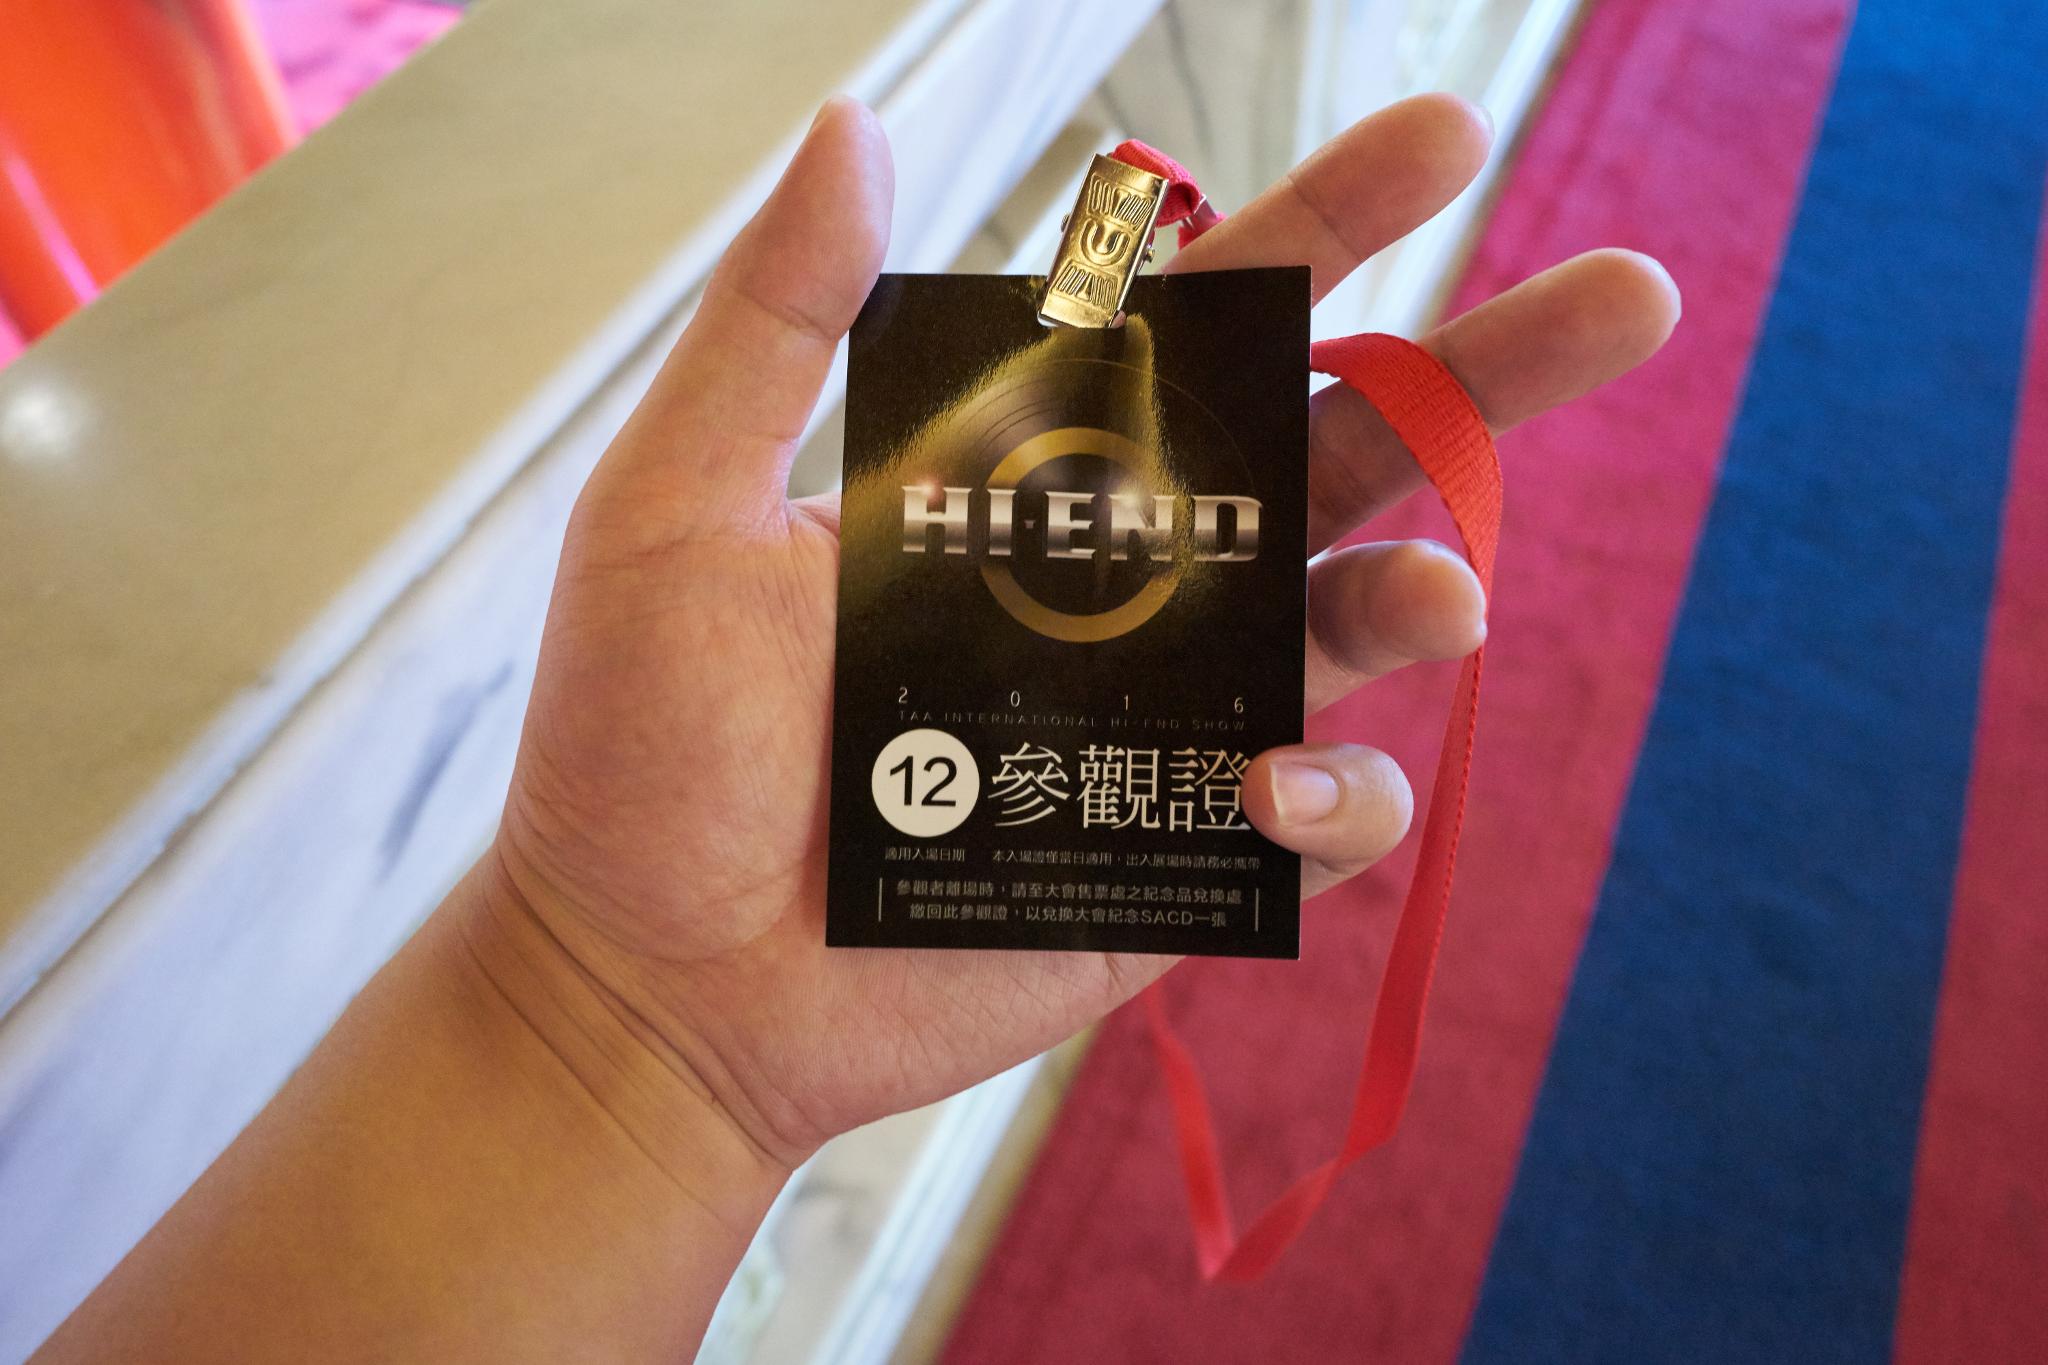 HI-END
2016
TAA INTERNATIONAL HI-END SHOW
12 參觀證
適用入場日期 本入場證僅當日適用，出入展場時請務必攜帶
參觀者離場時，請至大會售票處之紀念品兌換處
繳回此參觀證，以兌換大會紀念SACD一張